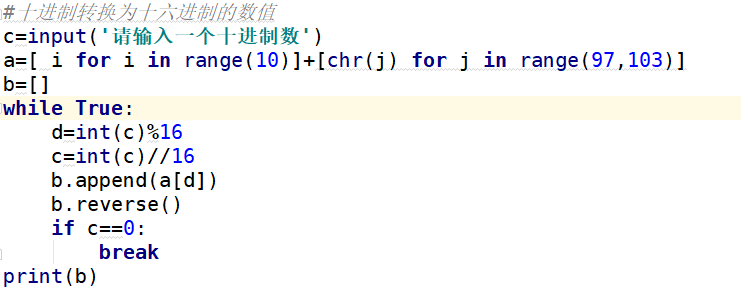 #十进制转换为十六进制的数值
c=input('请输入一个十进制数')
a=[ i for i in range(10)]+[chr(j) for j in range(97,103)]
b=[]
while True:
    d=int(c)%16
    c=int(c)//16
    b.append(a[d])
    b.reverse()
    if c==0:
        break
print(b)